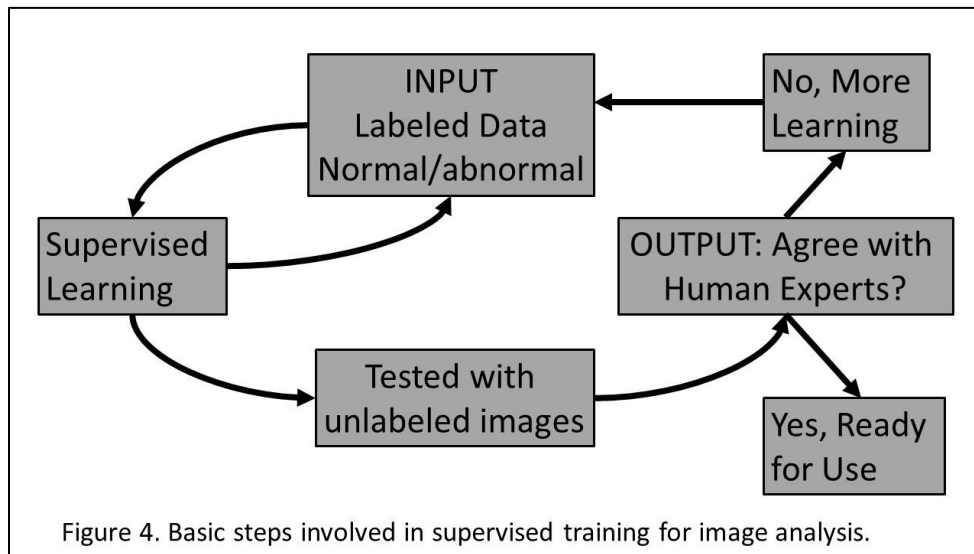 INPUT
Labeled Data
Normal/abnormal
No, More
Learning
Supervised
Learning
OUTPUT: Agree with
Human Experts?
Tested with
unlabeled images
Yes, Ready
for Use
Figure 4. Basic steps involved in supervised training for image analysis.